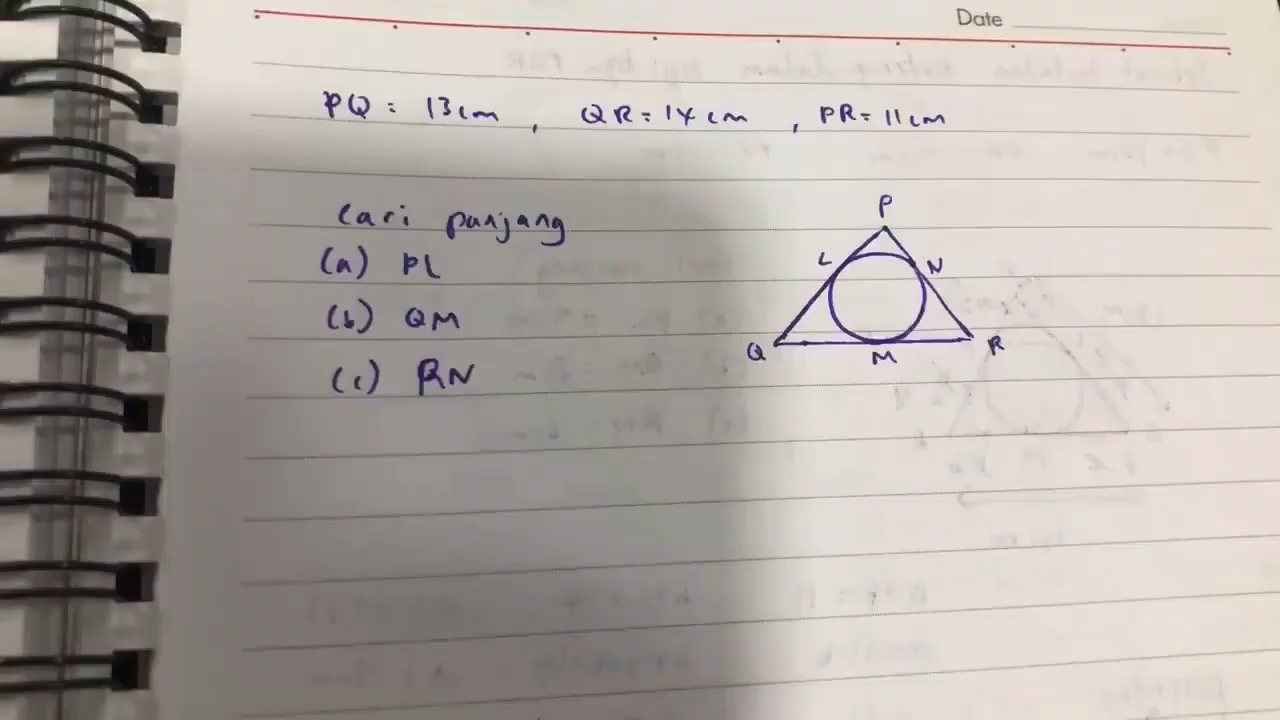 Date
PQ = 13cm , QR = 14cm , PR = 11cm
Cari panjang
(a) PL
(b) QM
(c) RN
P
L
N
Q
M
R